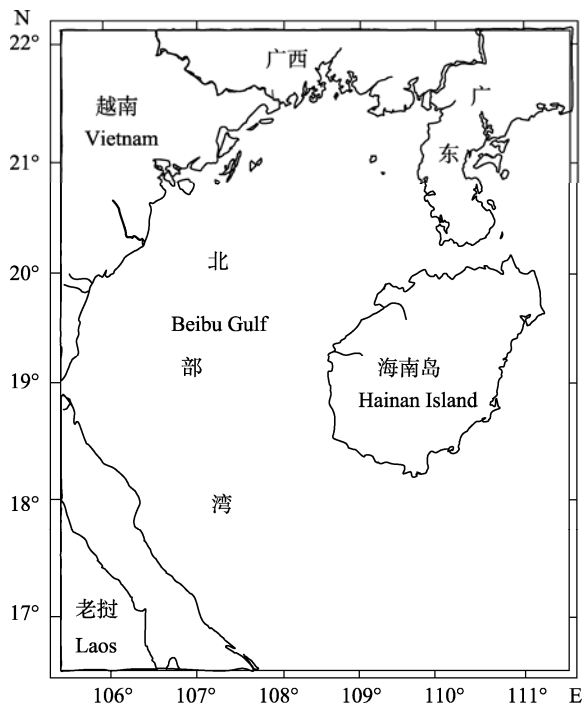 N
22°
广西
广
越南
Vietnam
东
21°
北
20°
Beibu Gulf
部
海南岛
19°
Hainan Island
湾
18°
老挝
17°
Laos
106° 107° 108° 109° 110° 111° E